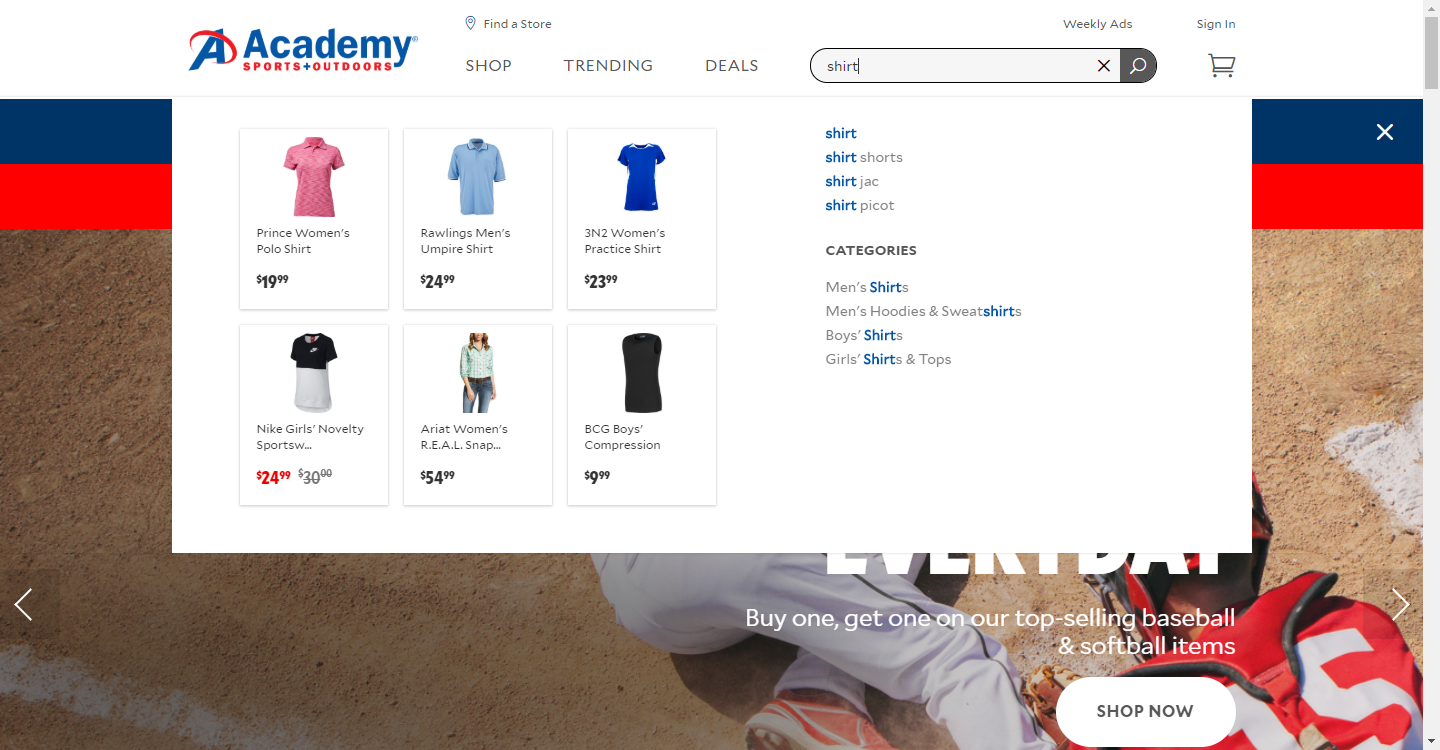 Find a Store
Weekly Ads
Sign In
Academy
SPORTS+OUTDOORS
SHOP
TRENDING
DEALS
shirt
Prince Women's
Polo Shirt
$19.99
Rawlings Men's
Umpire Shirt
$24.99
3N2 Women's
Practice Shirt
$23.99
Nike Girls' Novelty
Sportsw...
$24.99 $30.00
Ariat Women's
R.E.A.L. Snap...
$54.99
BCG Boys'
Compression
$9.99
shirt
shirt shorts
shirt jac
shirt picot
CATEGORIES
Men's Shirts
Men's Hoodies & Sweatshirts
Boys' Shirts
Girls' Shirts & Tops
EVERYDAY
Buy one, get one on our top-selling baseball
& softball items
SHOP NOW